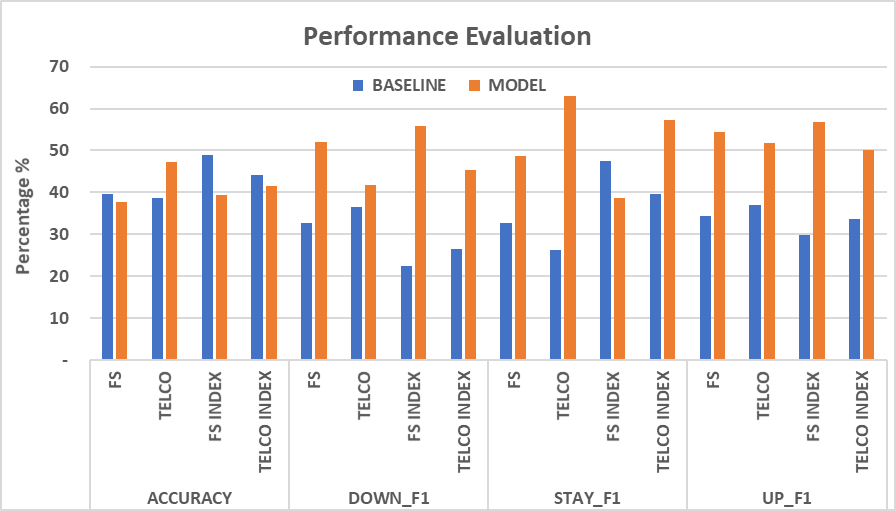 Performance Evaluation
BASELINE MODEL
Percentage %
70
60
50
40
30
20
10
-
FS
TELCO
FS INDEX
TELCO INDEX
FS
TELCO
FS INDEX
TELCO INDEX
FS
TELCO
FS INDEX
TELCO INDEX
FS
TELCO
FS INDEX
TELCO INDEX
ACCURACY DOWN_F1 STAY_F1 UP_F1